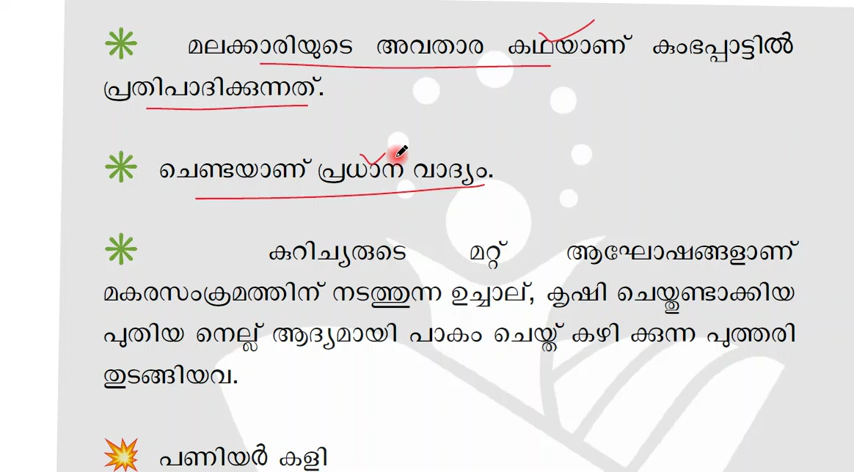 മലക്കാരിയുടെ അവതാര കഥയാണ് കുംഭപ്പാട്ടിൽ
പ്രതിപാദിക്കുന്നത്.
ചെണ്ടയാണ് പ്രധാന വാദ്യം.
കുറിച്യരുടെ മറ്റ് ആഘോഷങ്ങളാണ്
മകരസംക്രമത്തിന് നടത്തുന്ന ഉച്ചാല്, കൃഷി ചെയ്തുണ്ടാക്കിയ
പുതിയ നെല്ല് ആദ്യമായി പാകം ചെയ്ത് കഴി ക്കുന്ന പുത്തരി
തുടങ്ങിയവ.
പണിയർ കളി